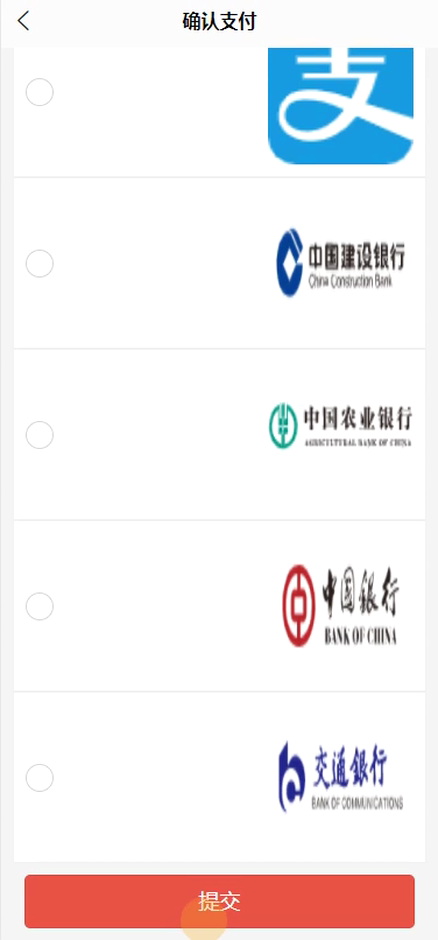 确认支付
支
中国建设银行
China Construction Bank
中国农业银行
AGRICULTURAL BANK OF CHINA
中国銀行
BANK OF CHINA
交通銀行
BANK OF COMMUNICATIONS
提交